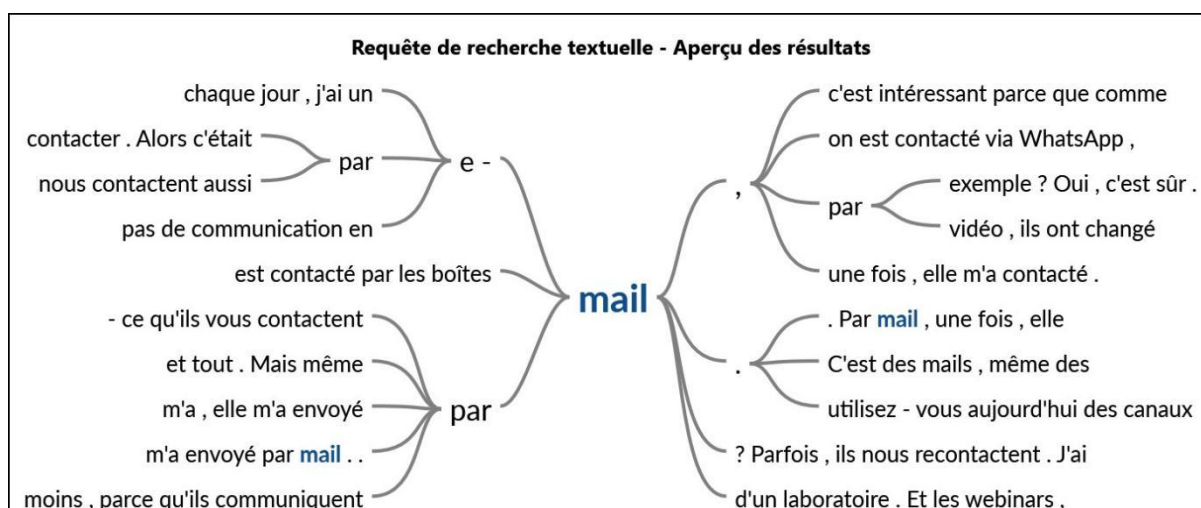 Requête de recherche textuelle - Aperçu des résultats
chaque jour , j'ai un
contacter . Alors c'était
nous contactent aussi
par
pas de communication en
e -
est contacté par les boîtes
- ce qu'ils vous contactent
et tout . Mais même
m'a , elle m'a envoyé
m'a envoyé par mail . .
moins , parce qu'ils communiquent
par
mail
,
c'est intéressant parce que comme
on est contacté via WhatsApp ,
par
exemple ? Oui , c'est sûr .
vidéo , ils ont changé
une fois , elle m'a contacté .
.
. Par mail , une fois , elle
C'est des mails , même des
utilisez - vous aujourd'hui des canaux
? Parfois , ils nous recontactent . J'ai
d'un laboratoire . Et les webinars ,